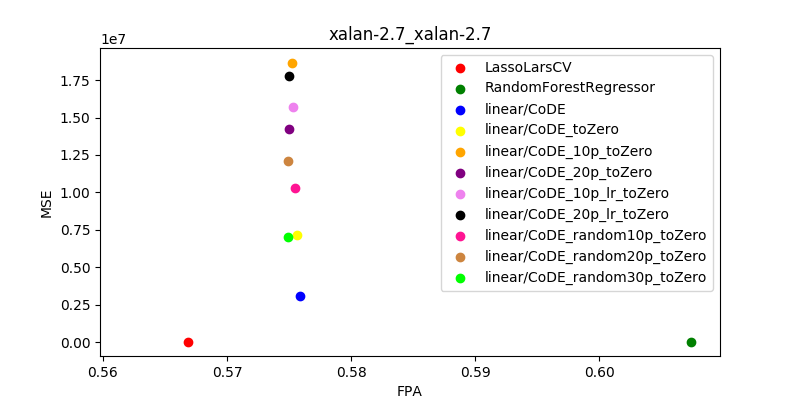 xalan-2.7_xalan-2.7
1e7
1.75
1.50
1.25
1.00
0.75
0.50
0.25
0.00
MSE
0.56
0.57
0.58
0.59
0.60
FPA
LassoLarsCV
RandomForestRegressor
linear/CoDE
linear/CoDE_toZero
linear/CoDE_10p_toZero
linear/CoDE_20p_toZero
linear/CoDE_10p_lr_toZero
linear/CoDE_20p_lr_toZero
linear/CoDE_random10p_toZero
linear/CoDE_random20p_toZero
linear/CoDE_random30p_toZero